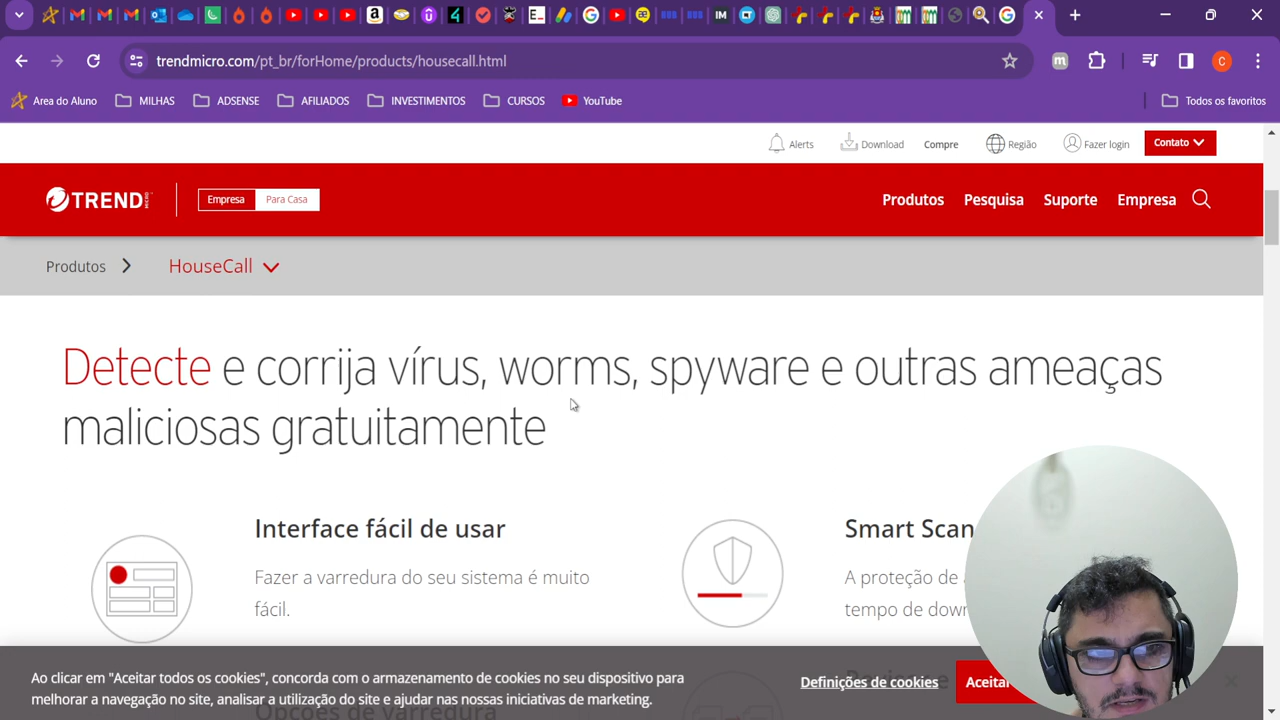 trendmicro.com/pt_br/forHome/products/housecall.html
C
Area do Aluno
MILHAS
ADSENSE
AFILIADOS
INVESTIMENTOS
CURSOS
YouTube
Todos os favoritos
Alerts
Download
Compre
Região
Fazer login
Contato
TREND MICRO
Empresa
Para Casa
Produtos
Pesquisa
Suporte
Empresa
Produtos
HouseCall
Detecte e corrija vírus, worms, spyware e outras ameaças
maliciosas gratuitamente
Interface fácil de usar
Fazer a varredura do seu sistema é muito
fácil.
Smart Scan
A proteção de
tempo de
Ao clicar em "Aceitar todos os cookies", concorda com o armazenamento de cookies no seu dispositivo para
melhorar a navegação no site, analisar a utilização do site e ajudar nas nossas iniciativas de marketing.
Definições de cookies
Aceitar
Opções de varredura